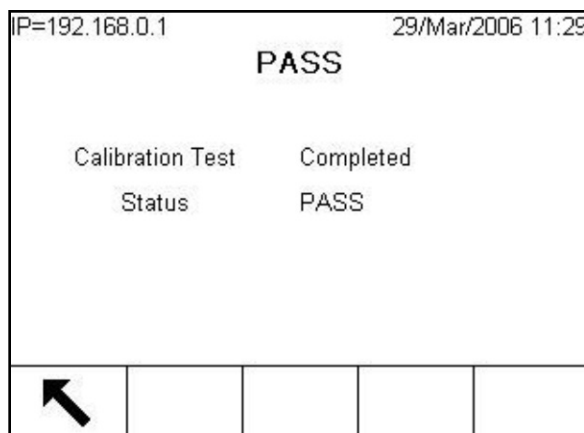 IP=192.168.0.1 29/Mar/2006 11:29
PASS
Calibration Test Completed
Status PASS